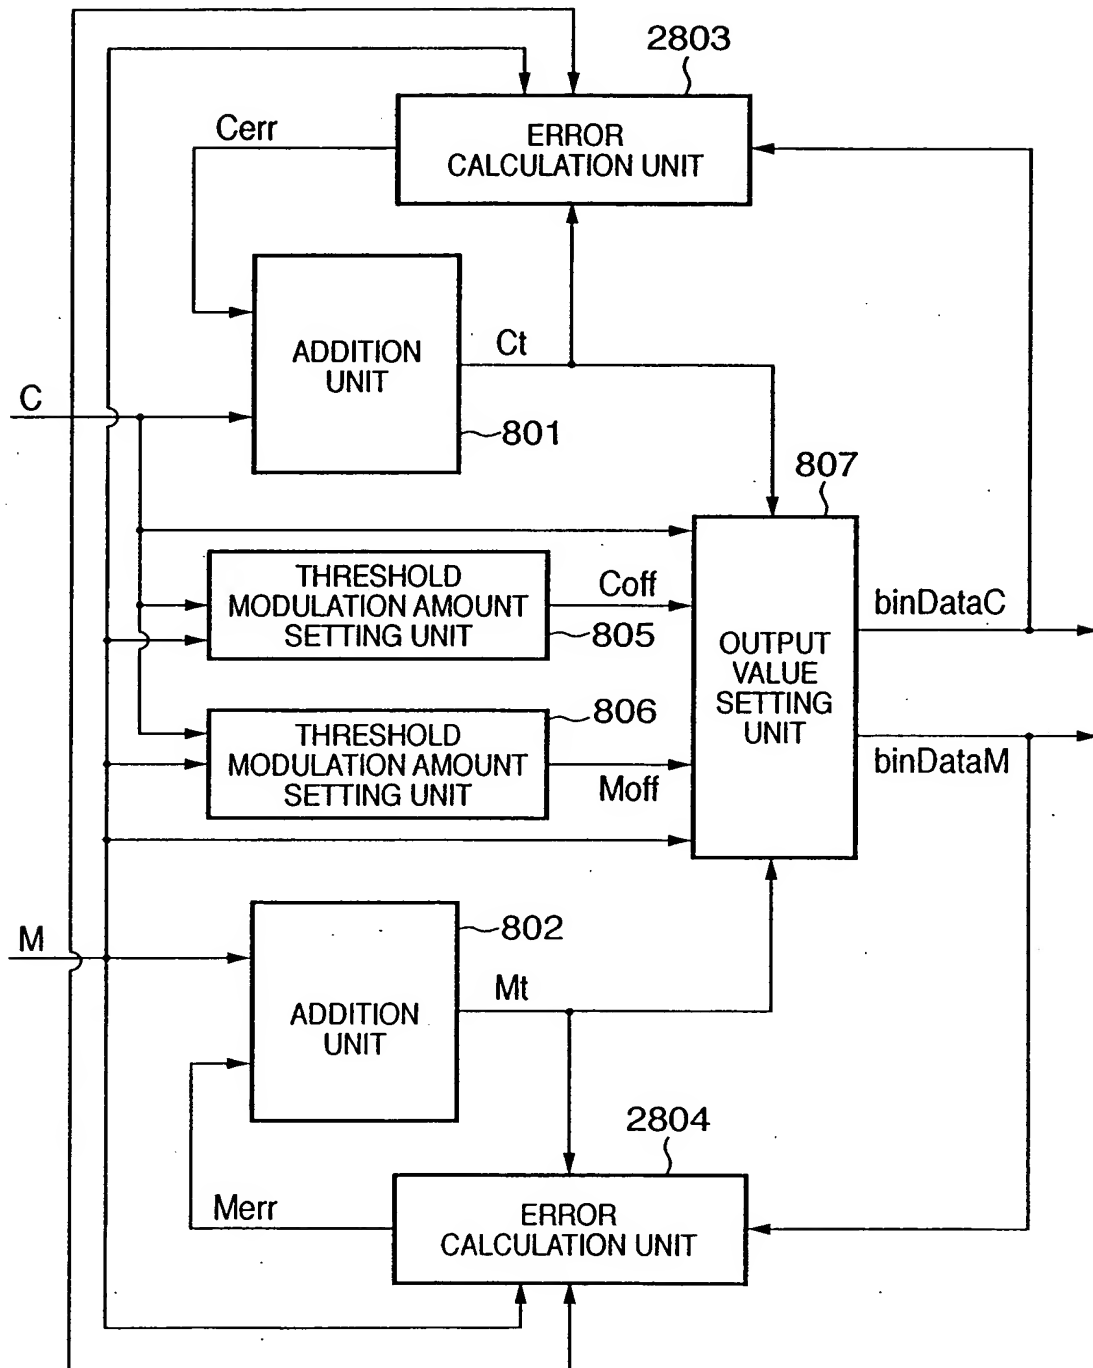 2803
ERROR
CALCULATION UNIT
Cerr
ADDITION
UNIT
Ct
C
801
807
THRESHOLD
MODULATION AMOUNT
SETTING UNIT
Coff
805
binDataC
OUTPUT
VALUE
SETTING
UNIT
806
THRESHOLD
MODULATION AMOUNT
SETTING UNIT
Moff
binDataM
802
M
ADDITION
UNIT
Mt
2804
Merr
ERROR
CALCULATION UNIT